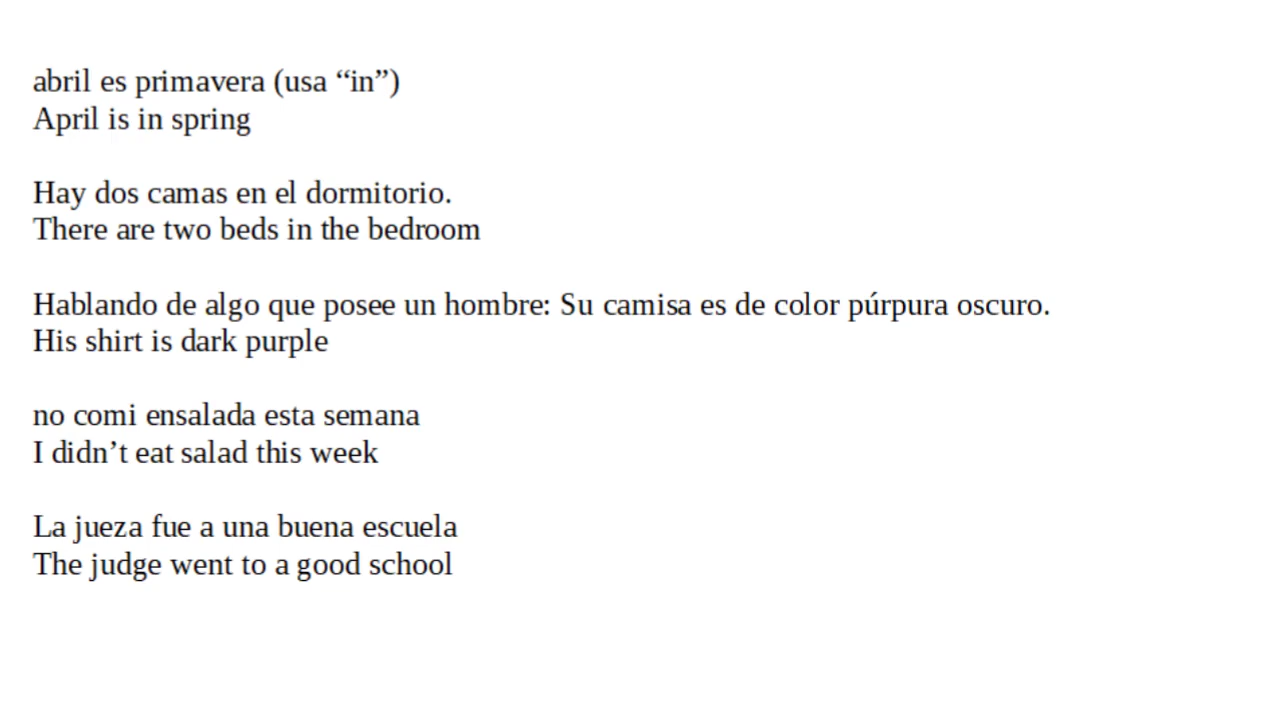 abril es primavera (usa “in”)
April is in spring
Hay dos camas en el dormitorio.
There are two beds in the bedroom
Hablando de algo que posee un hombre: Su camisa es de color púrpura oscuro.
His shirt is dark purple
no comi ensalada esta semana
I didn’t eat salad this week
La jueza fue a una buena escuela
The judge went to a good school